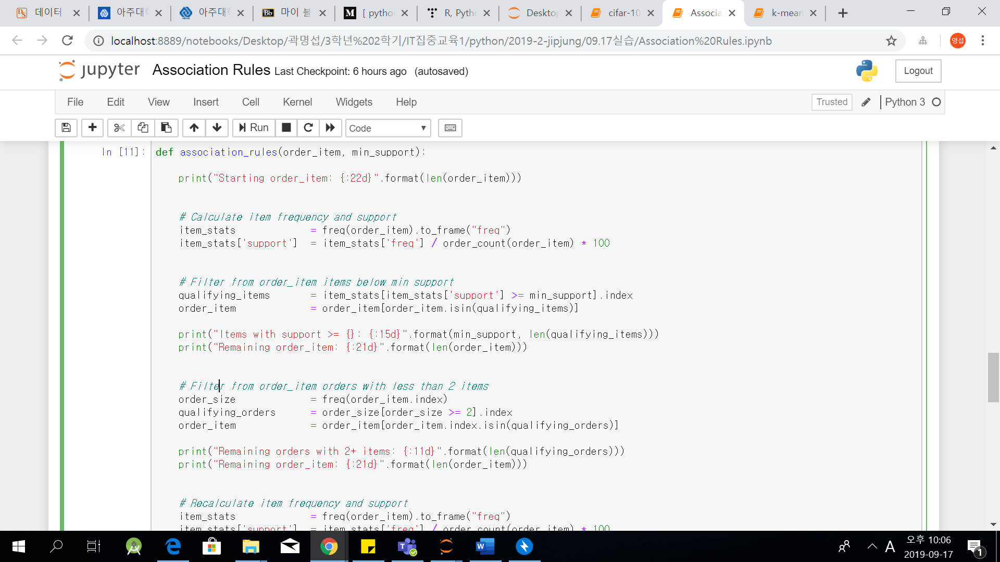 데이터
아주대학
아주대학
마이 블
[ pytho
R, Pyth
Desktop
cifar-10
Associa
k-mean
localhost:8889/notebooks/Desktop/곽명섭/3학년%202학기/IT집중교육1/python/2019-2-jipjung/09.17실습/Association%20Rules.ipynb
명섭
jupyter Association Rules Last Checkpoint: 6 hours ago (autosaved)
Logout
File Edit View Insert Cell Kernel Widgets Help
Trusted Python 3
Run Code
In [11]: def association_rules(order_item, min_support):
print("Starting order_item: {:22d}".format(len(order_item)))
# Calculate item frequency and support
item_stats = freq(order_item).to_frame("freq")
item_stats['support'] = item_stats['freq'] / order_count(order_item) * 100
# Filter from order_item items below min support
qualifying_items = item_stats[item_stats['support'] >= min_support].index
order_item = order_item[order_item.isin(qualifying_items)]
print("Items with support >= {}: {:15d}".format(min_support, len(qualifying_items)))
print("Remaining order_item: {:21d}".format(len(order_item)))
# Filter from order_item orders with less than 2 items
order_size = freq(order_item.index)
qualifying_orders = order_size[order_size >= 2].index
order_item = order_item[order_item.index.isin(qualifying_orders)]
print("Remaining orders with 2+ items: {:11d}".format(len(qualifying_orders)))
print("Remaining order_item: {:21d}".format(len(order_item)))
# Recalculate item frequency and support
item_stats = freq(order_item).to_frame("freq")
item_stats['support'] = item_stats['freq'] / order_count(order_item) * 100
A
오후 10:06
2019-09-17
1